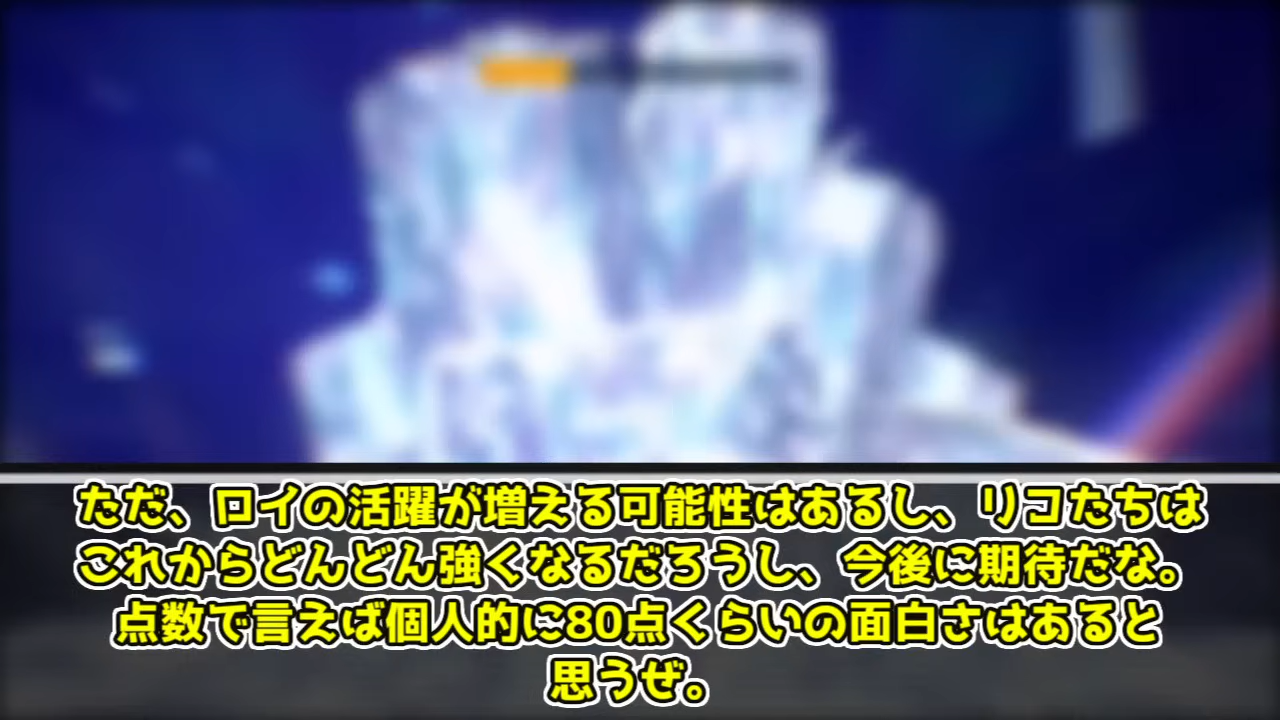 ただ、ロイの活躍が増える可能性はあるし、リコたちは
これからどんどん強くなるだろうし、今後に期待だな。
点数で言えば個人的に80点くらいの面白さはあると
思うぜ。